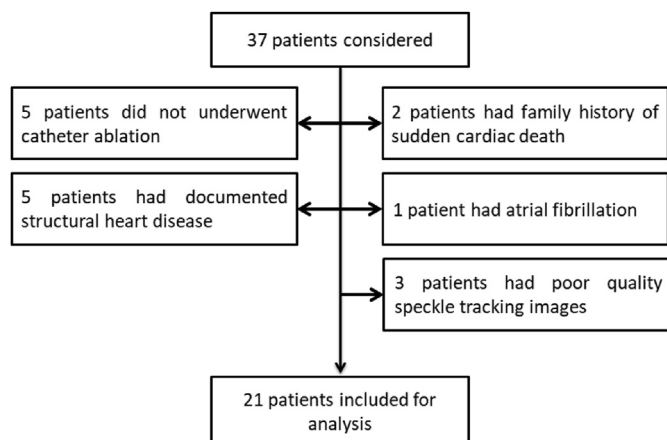 37 patients considered
5 patients did not underwent
catheter ablation
2 patients had family history of
sudden cardiac death
5 patients had documented
structural heart disease
1 patient had atrial fibrillation
3 patients had poor quality
speckle tracking images
21 patients included for
analysis